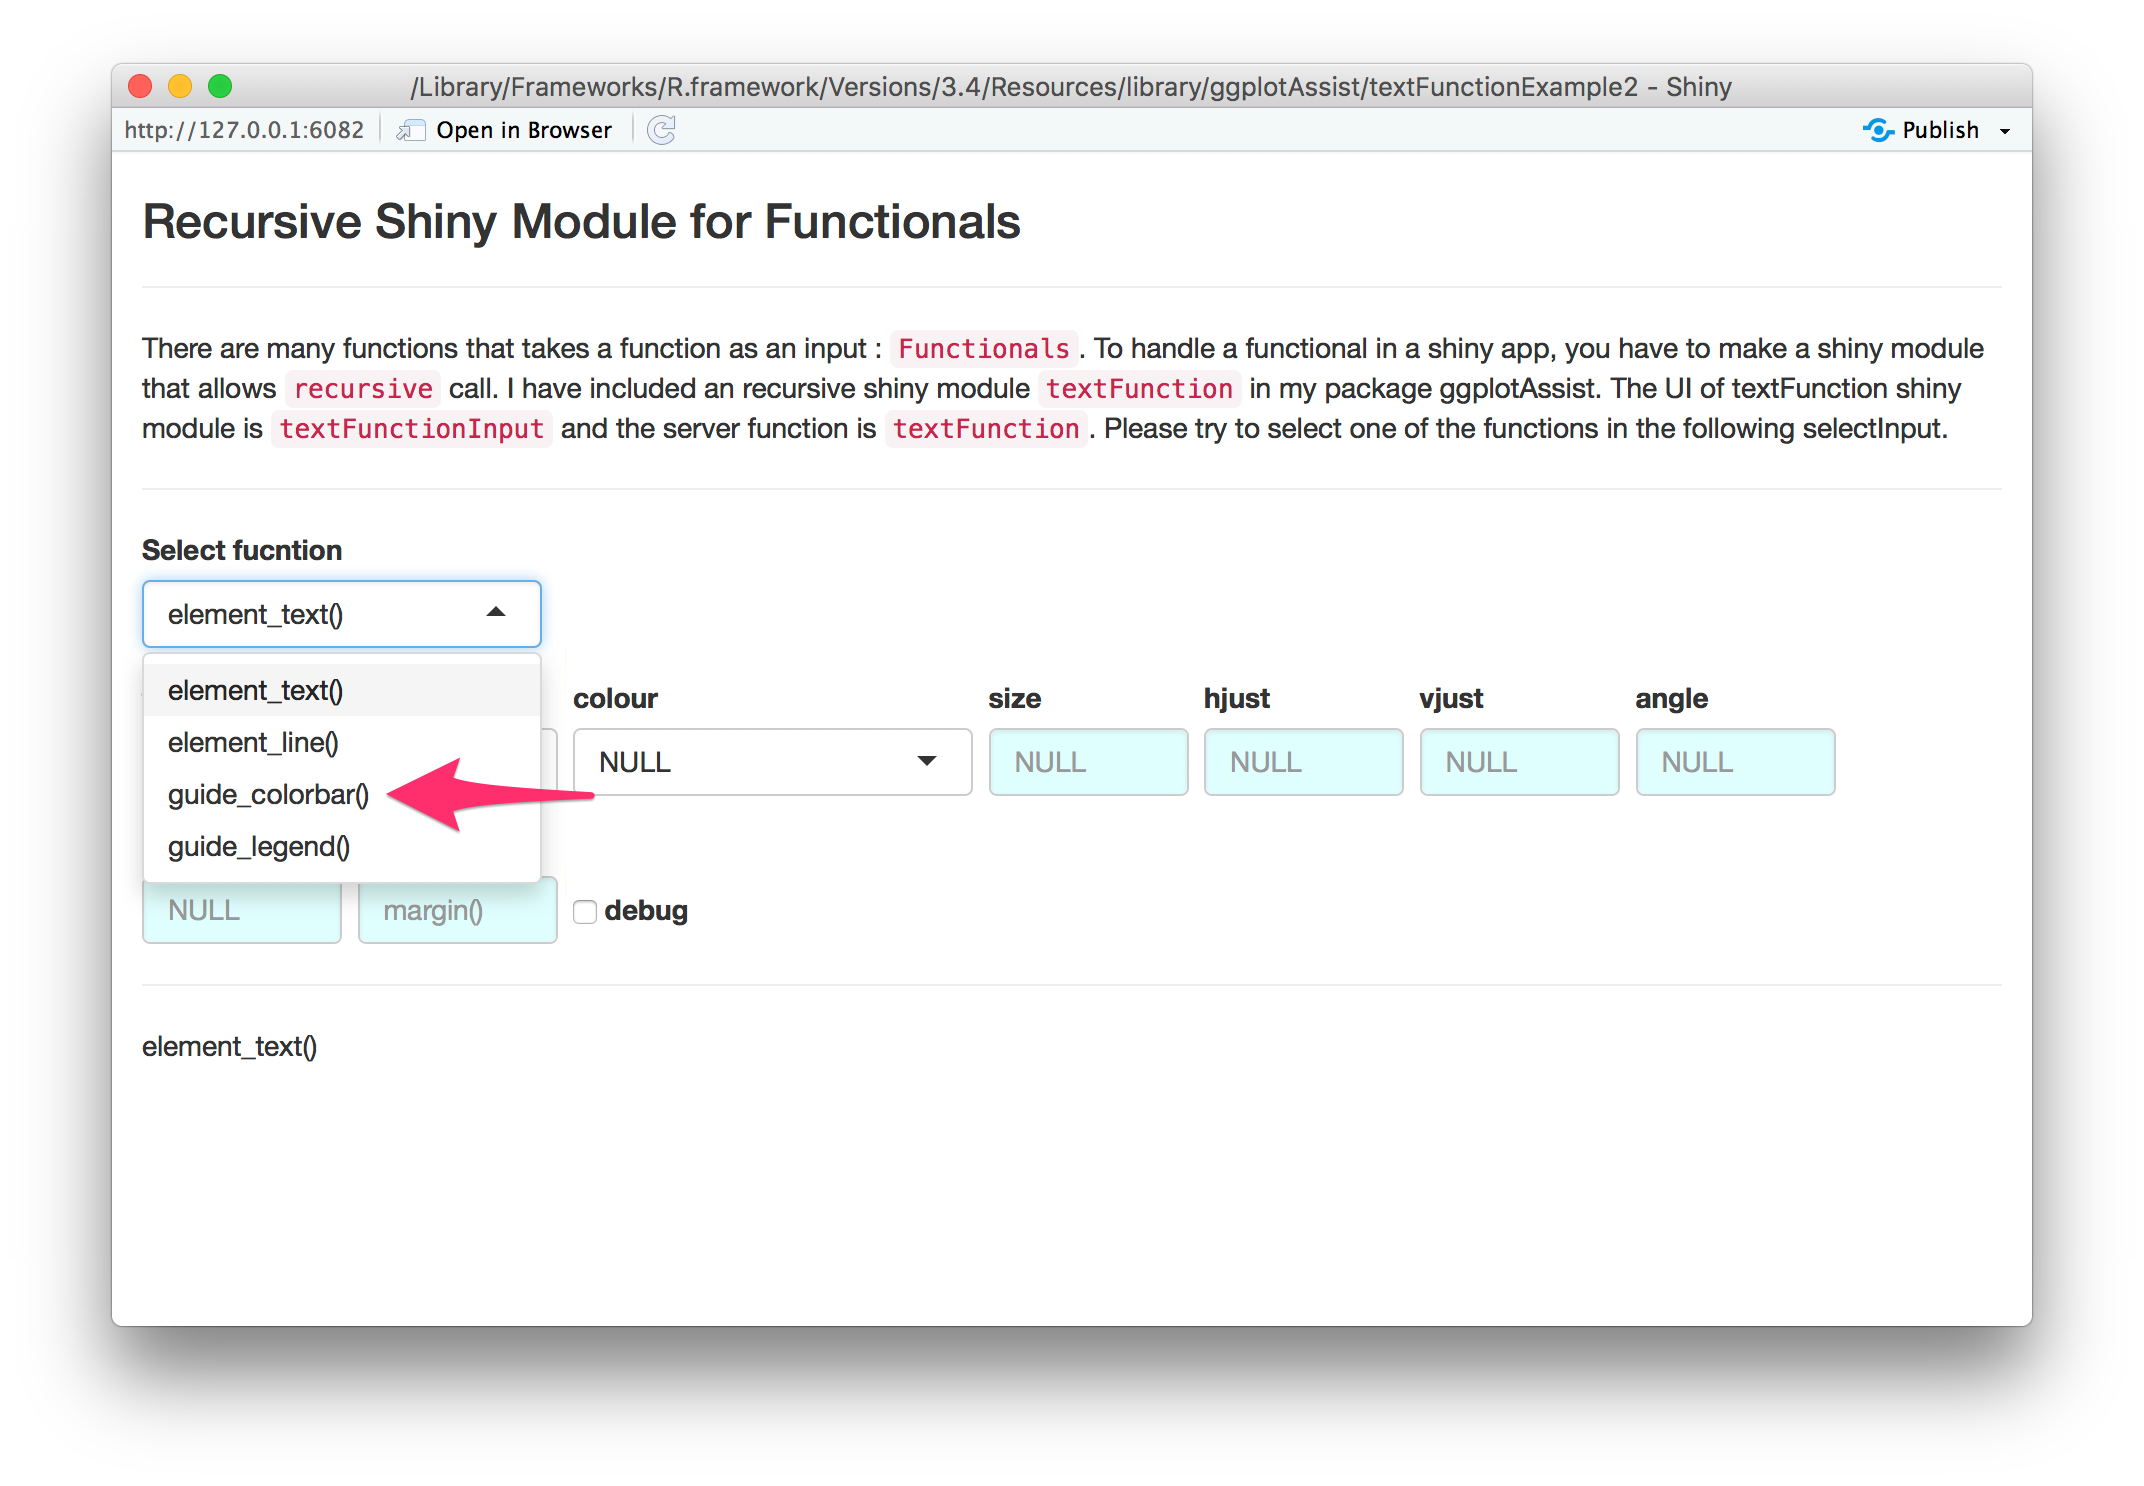 /Library/Frameworks/R.framework/Versions/3.4/Resources/library/ggplotAssist/textFunctionExample2 - Shiny
http://127.0.0.1:6082 Open in Browser Publish
Recursive Shiny Module for Functionals
There are many functions that takes a function as an input : Functionals . To handle a functional in a shiny app, you have to make a shiny module
that allows recursive call. I have included an recursive shiny module textFunction in my package ggplotAssist. The UI of textFunction shiny
module is textFunctionInput and the server function is textFunction . Please try to select one of the functions in the following selectInput.
Select fucntion
element_text()
element_text()
element_line()
guide_colorbar()
guide_legend()
colour size hjust vjust angle
NULL NULL NULL NULL NULL
NULL margin() debug
element_text()